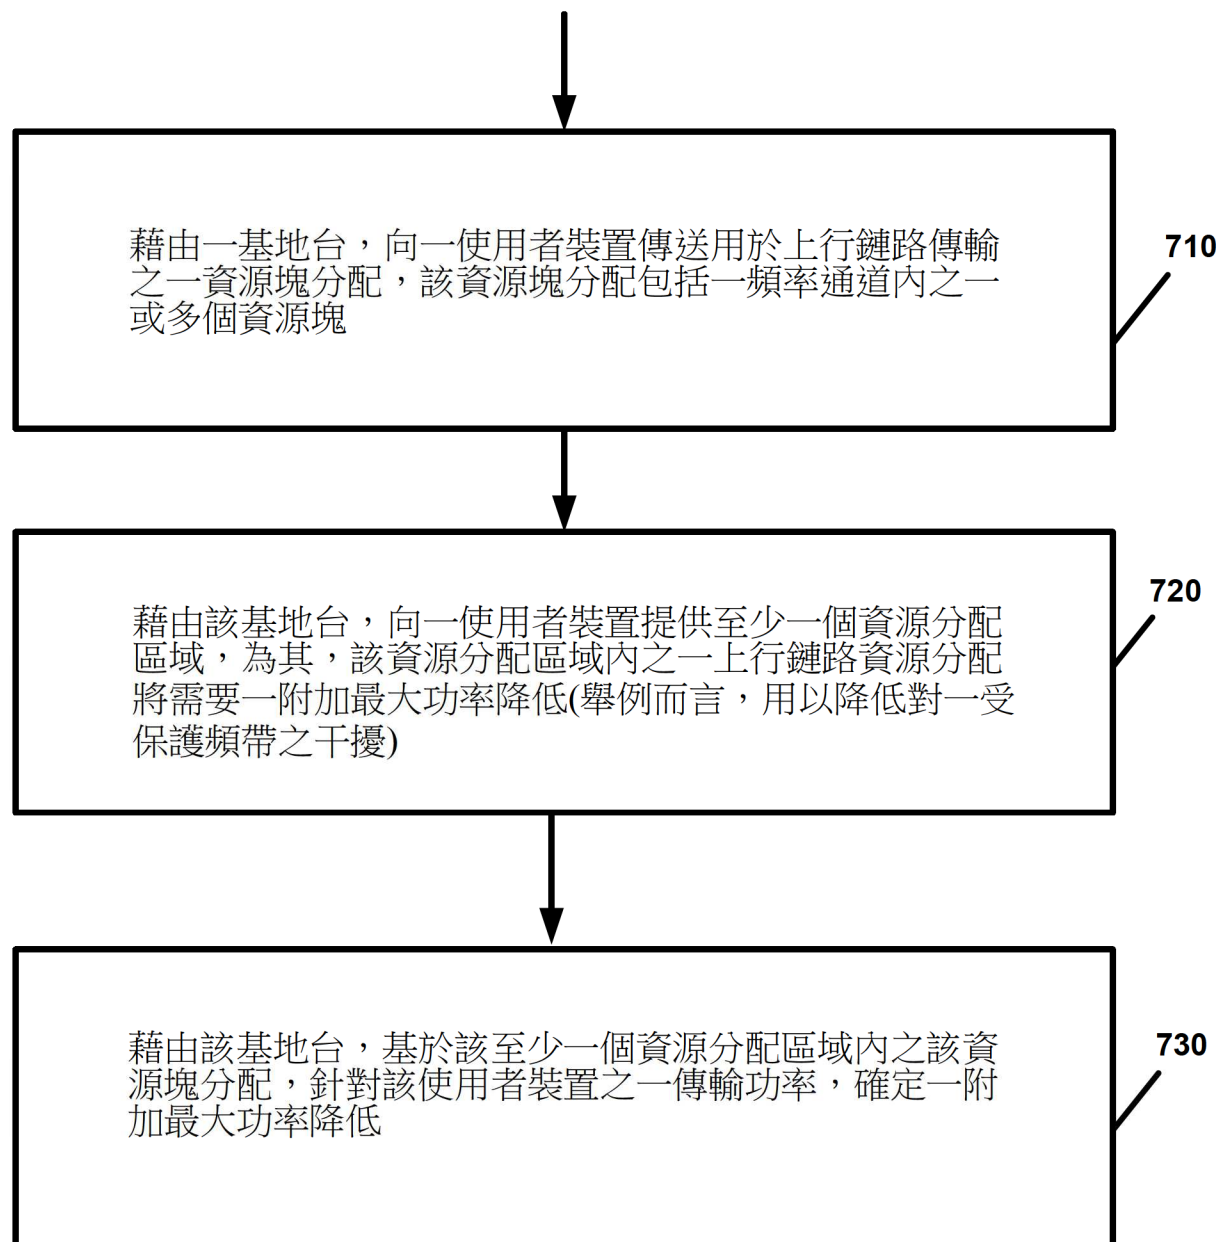 藉由一基地台，向一使用者裝置傳送用於上行鏈路傳輸
之一資源塊分配，該資源塊分配包括一頻率通道內之一
或多個資源塊
710
藉由該基地台，向一使用者裝置提供至少一個資源分配
區域，為其，該資源分配區域內之一上行鏈路資源分配
將需要一附加最大功率降低(舉例而言，用以降低對一受
保護頻帶之干擾)
720
藉由該基地台，基於該至少一個資源分配區域內之該資
源塊分配，針對該使用者裝置之一傳輸功率，確定一附
加最大功率降低
730